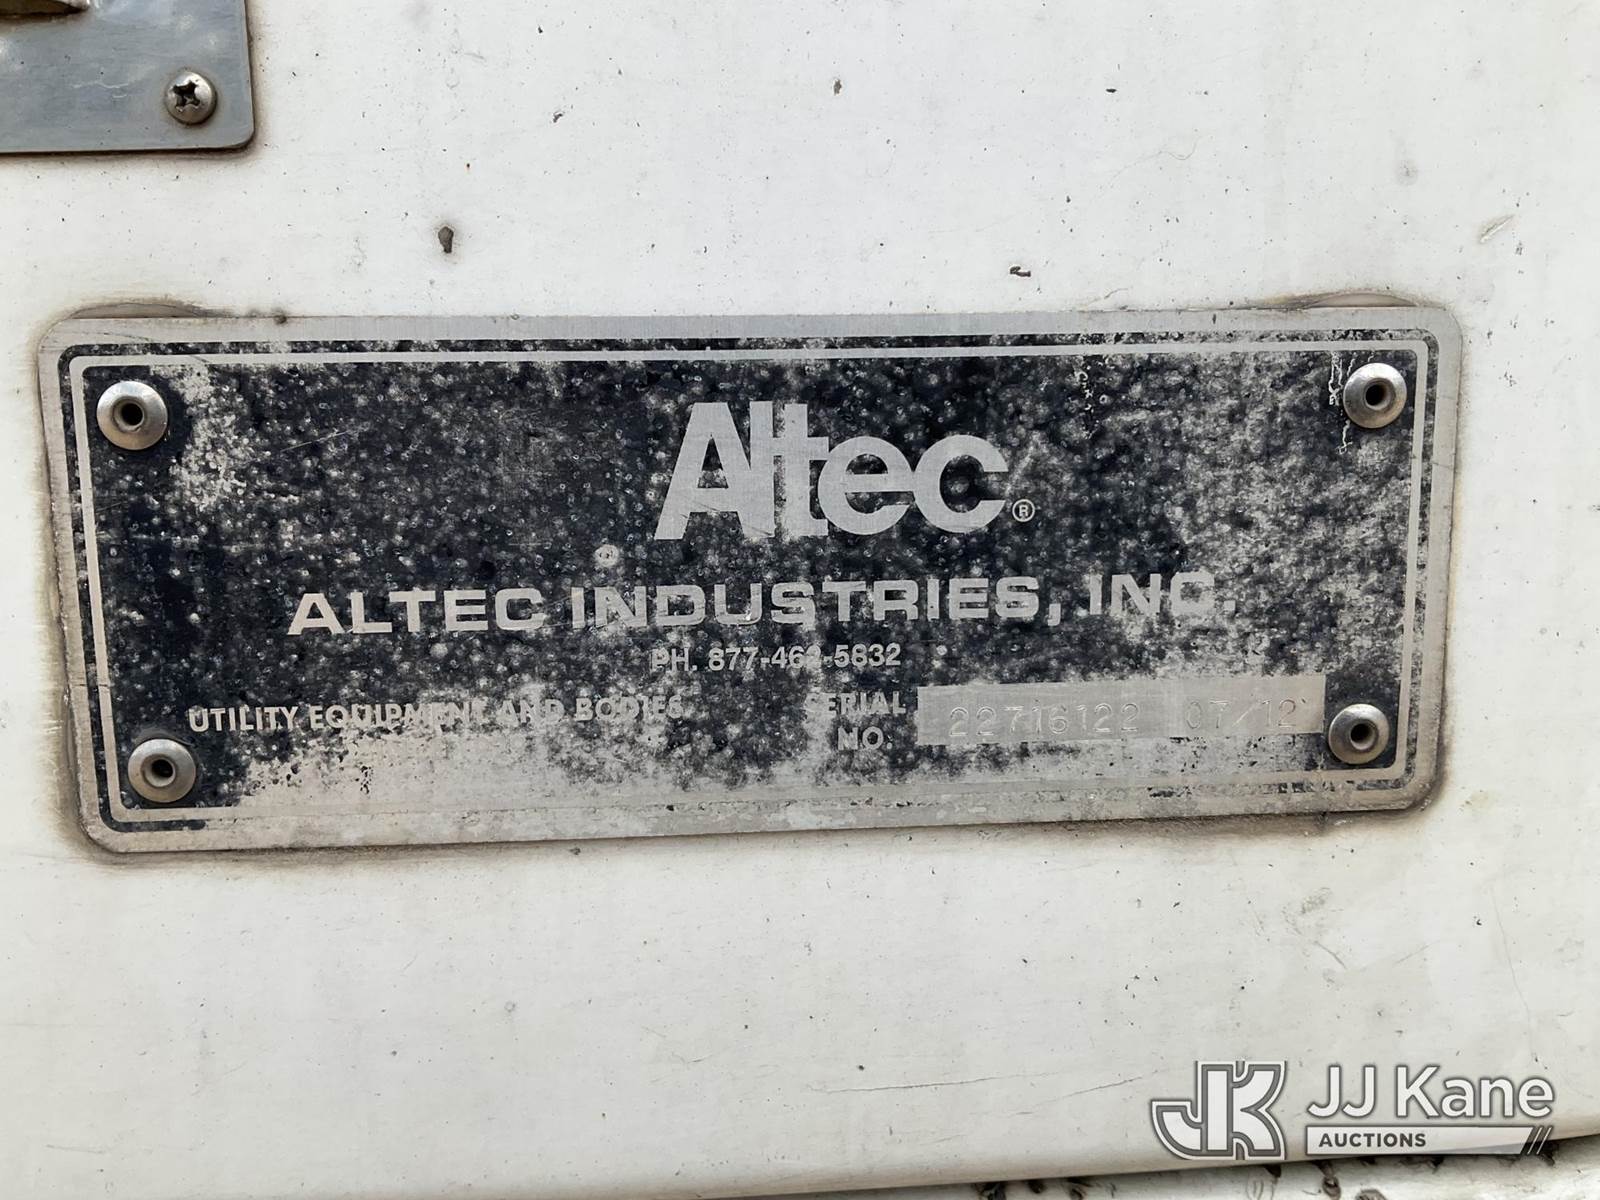 Altec®
ALTEC INDUSTRIES, INC.
PH. 877-462-5832
UTILITY EQUIPMENT AND BODIES
SERIAL NO. 22716122 07/12
JJ Kane
AUCTIONS